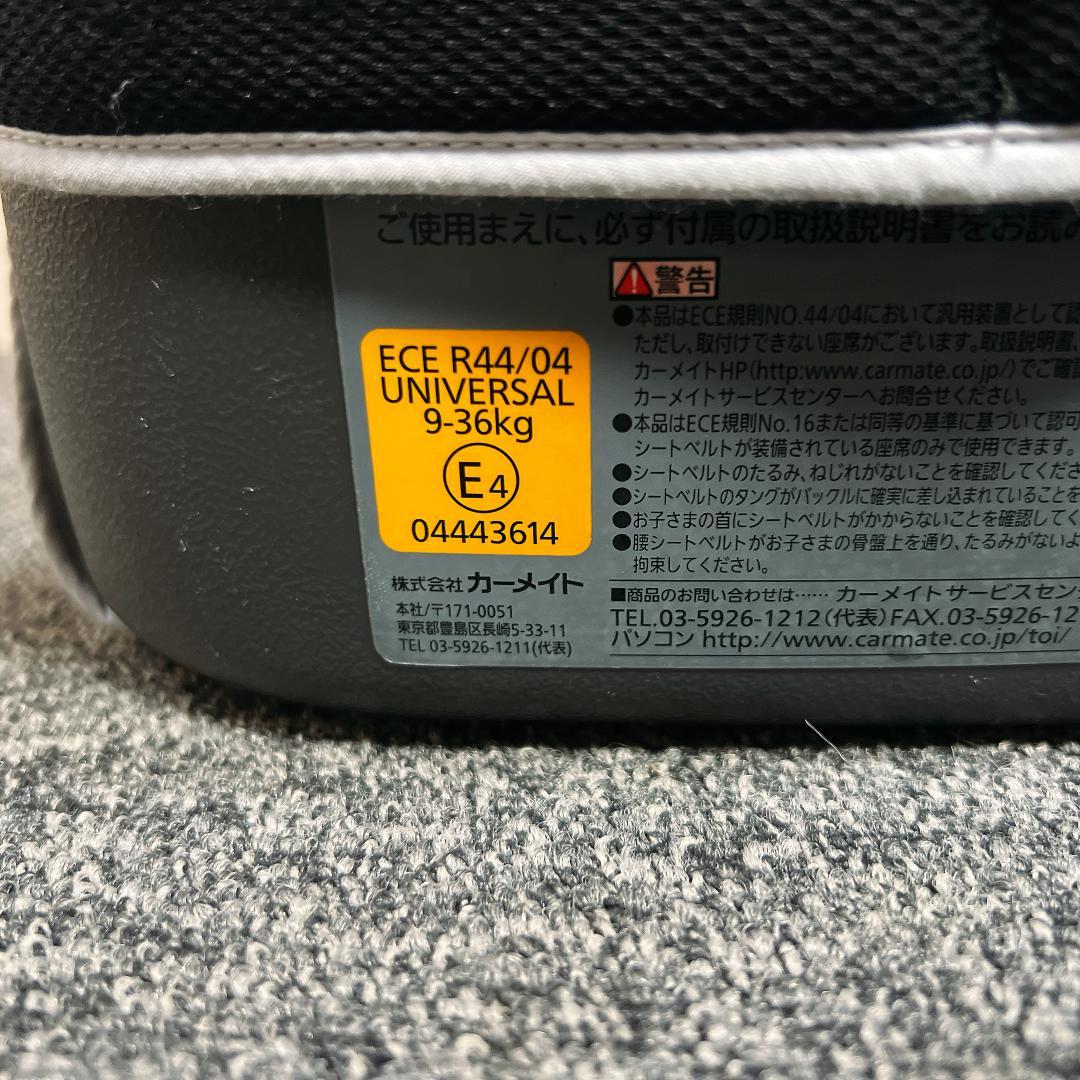 ご使用まえに、必ず付属の取扱説明書をお読み
警告
●本品はECE規則NO.44/04において汎用装置として認
ただし、取付けできない座席がございます。取扱説明書、
カーメイトHP(http:www.carmate.co.jp/)でご確認
カーメイトサービスセンターへお問合せください。
●本品はECE規則No.16または同等の基準に基づいて認可
シートベルトが装備されている座席のみで使用できます。
●シートベルトのたるみ、ねじれがないことを確認してくださ
●シートベルトのタングがバックルに確実に差し込まれていることを
●お子さまの首にシートベルトがかからないことを確認してく
●腰シートベルトがお子さまの骨盤上を通り、たるみがないよ
拘束してください。
■商品のお問い合わせは…… カーメイトサービスセン
TEL.03-5926-1212(代表)FAX.03-5926-12
パソコン http://www.carmate.co.jp/toi/
ECE R44/04
UNIVERSAL
9-36kg
E4
04443614
株式会社 カーメイト
本社/〒171-0051
東京都豊島区長崎5-33-11
TEL 03-5926-1211(代表)